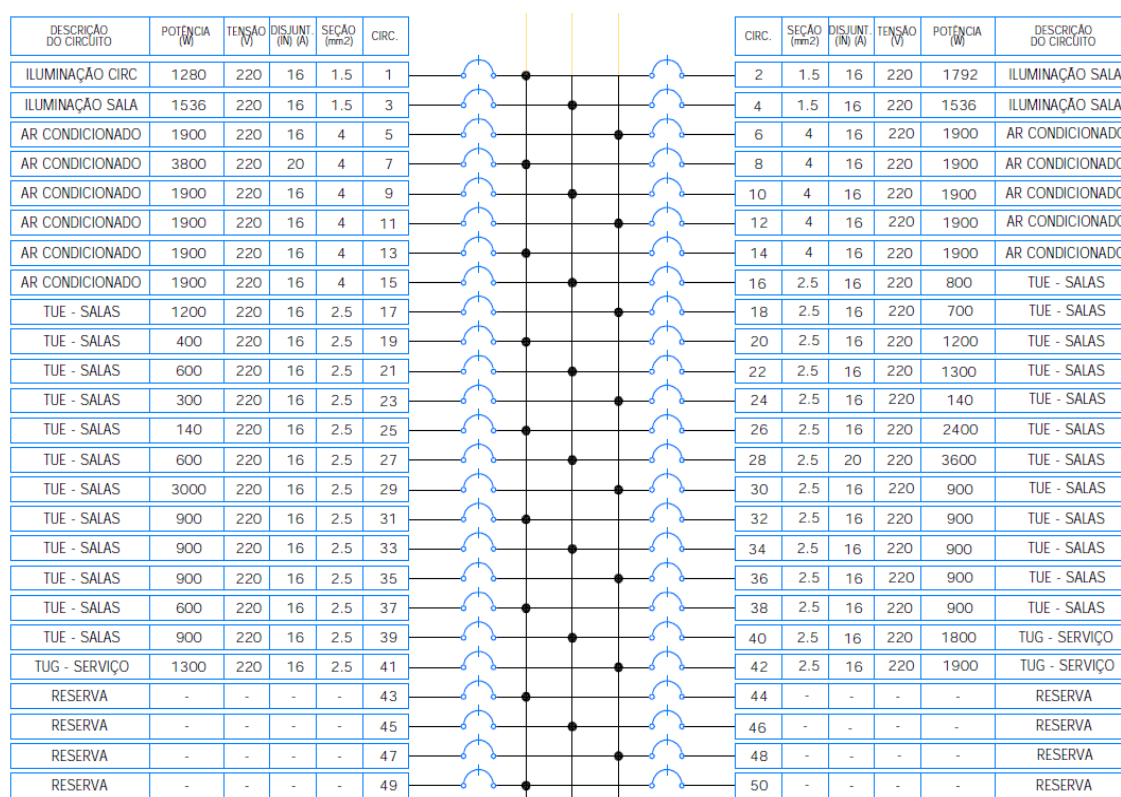 DESCRIÇÃO DO CIRCUITO POTÊNCIA (W) TENSÃO (V) DISJUNT. (IN) (A) SEÇÃO (mm2) CIRC. CIRC. SEÇÃO (mm2) DISJUNT. (IN) (A) TENSÃO (V) POTÊNCIA (W) DESCRIÇÃO DO CIRCUITO
ILUMINAÇÃO CIRC 1280 220 16 1.5 1 2 1.5 16 220 1792 ILUMINAÇÃO SALA
ILUMINAÇÃO SALA 1536 220 16 1.5 3 4 1.5 16 220 1536 ILUMINAÇÃO SALA
AR CONDICIONADO 1900 220 16 4 5 6 4 16 220 1900 AR CONDICIONADO
AR CONDICIONADO 3800 220 20 4 7 8 4 16 220 1900 AR CONDICIONADO
AR CONDICIONADO 1900 220 16 4 9 10 4 16 220 1900 AR CONDICIONADO
AR CONDICIONADO 1900 220 16 4 11 12 4 16 220 1900 AR CONDICIONADO
AR CONDICIONADO 1900 220 16 4 13 14 4 16 220 1900 AR CONDICIONADO
AR CONDICIONADO 1900 220 16 4 15 16 2.5 16 220 800 TUE - SALAS
TUE - SALAS 1200 220 16 2.5 17 18 2.5 16 220 700 TUE - SALAS
TUE - SALAS 400 220 16 2.5 19 20 2.5 16 220 1200 TUE - SALAS
TUE - SALAS 600 220 16 2.5 21 22 2.5 16 220 1300 TUE - SALAS
TUE - SALAS 300 220 16 2.5 23 24 2.5 16 220 140 TUE - SALAS
TUE - SALAS 140 220 16 2.5 25 26 2.5 16 220 2400 TUE - SALAS
TUE - SALAS 600 220 16 2.5 27 28 2.5 20 220 3600 TUE - SALAS
TUE - SALAS 3000 220 16 2.5 29 30 2.5 16 220 900 TUE - SALAS
TUE - SALAS 900 220 16 2.5 31 32 2.5 16 220 900 TUE - SALAS
TUE - SALAS 900 220 16 2.5 33 34 2.5 16 220 900 TUE - SALAS
TUE - SALAS 900 220 16 2.5 35 36 2.5 16 220 900 TUE - SALAS
TUE - SALAS 600 220 16 2.5 37 38 2.5 16 220 900 TUE - SALAS
TUE - SALAS 900 220 16 2.5 39 40 2.5 16 220 1800 TUG - SERVIÇO
TUG - SERVIÇO 1300 220 16 2.5 41 42 2.5 16 220 1900 TUG - SERVIÇO
RESERVA - - - - 43 44 - - - - RESERVA
RESERVA - - - - 45 46 - - - - RESERVA
RESERVA - - - - 47 48 - - - - RESERVA
RESERVA - - - - 49 50 - - - - RESERVA